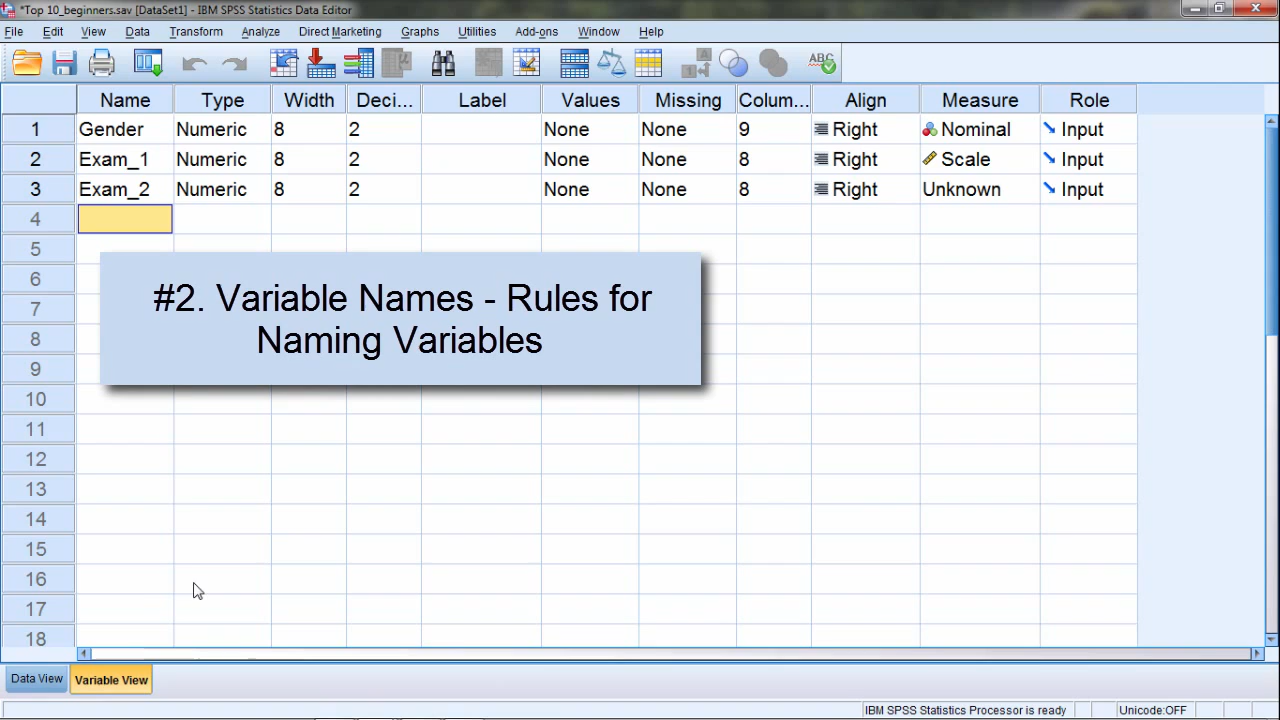 *Top 10_beginners.sav [DataSet1] - IBM SPSS Statistics Data Editor
File Edit View Data Transform Analyze Direct Marketing Graphs Utilities Add-ons Window Help
Name Type Width Deci... Label Values Missing Colum... Align Measure Role
1 Gender Numeric 8 2 None None 9 Right Nominal Input
2 Exam_1 Numeric 8 2 None None 8 Right Scale Input
3 Exam_2 Numeric 8 2 None None 8 Right Unknown Input
4
5
6
#2. Variable Names - Rules for
7
8
Naming Variables
9
10
11
12
13
14
15
16
17
18
Data View Variable View
IBM SPSS Statistics Processor is ready Unicode:OFF